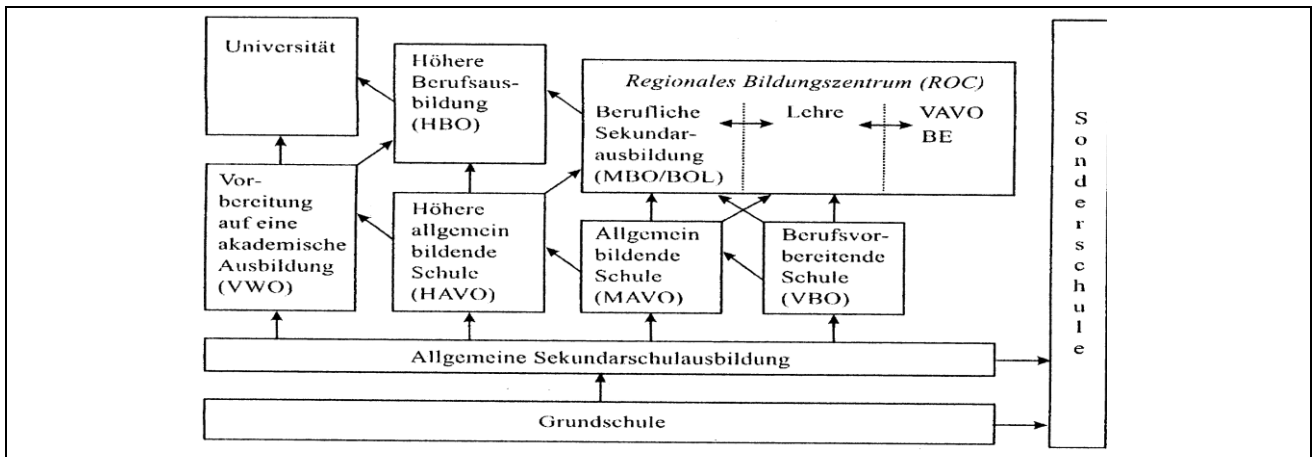 Universität
Höhere
Berufsaus-
bildung
(HBO)
Regionales Bildungszentrum (ROC)
Berufliche
Sekundar-
ausbildung
(MBO/BOL)
Lehre
VAVO
BE
Vor-
bereitung
auf eine
akademische
Ausbildung
(VWO)
Höhere
allgemein
bildende
Schule
(HAVO)
Allgemein
bildende
Schule
(MAVO)
Berufsvor-
bereitende
Schule
(VBO)
Allgemeine Sekundarschulausbildung
Grundschule
S
o
n
d
e
r
s
c
h
u
l
e